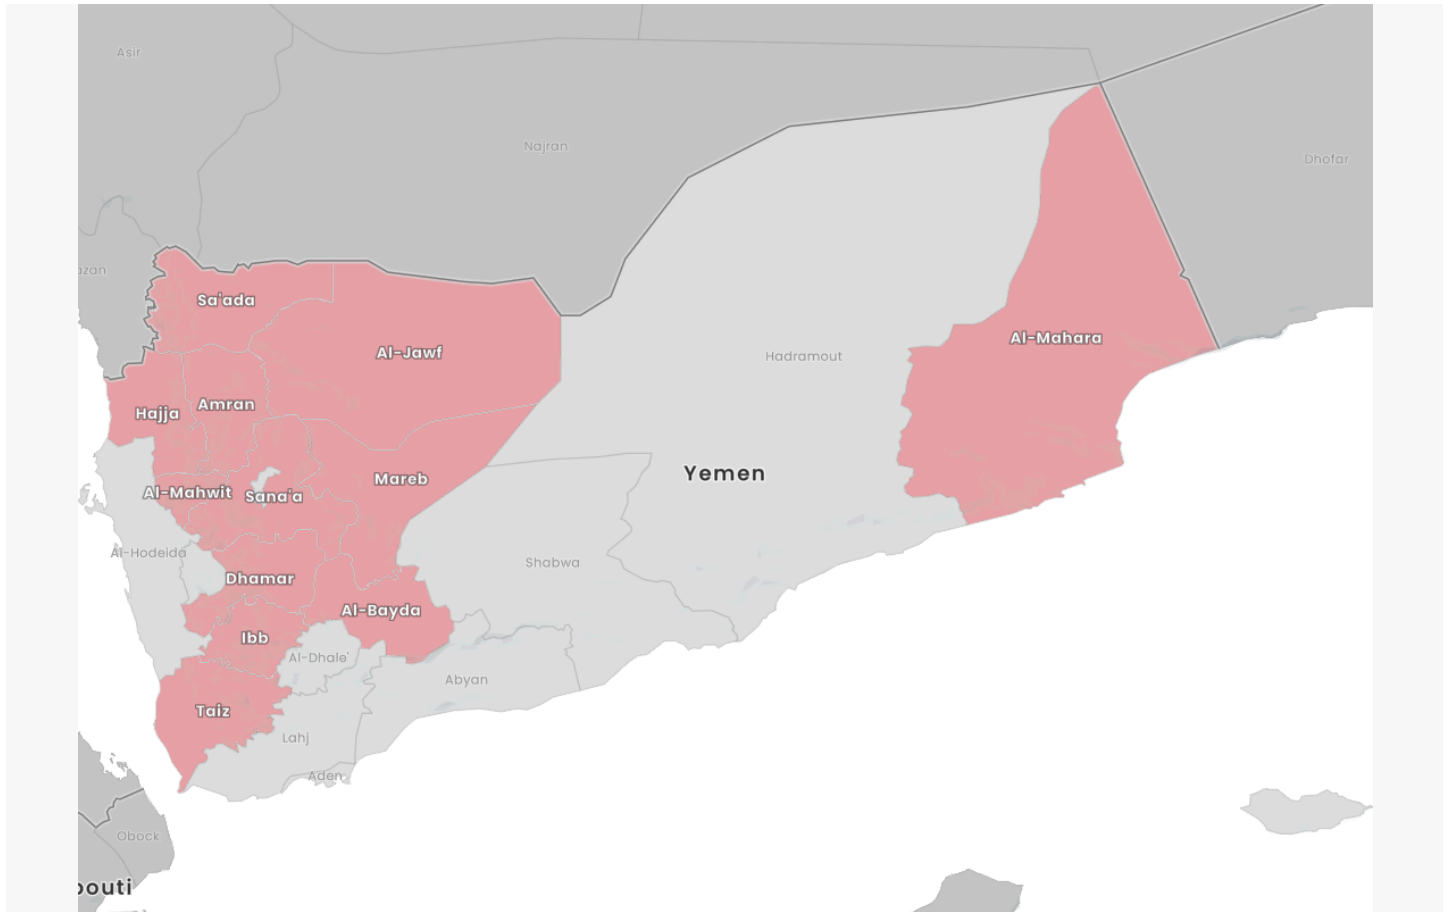 Asir
Najran
Dhofar
azan
Sa'ada
Al-Jawf
Al-Mahara
Hadramout
Hajja
Amran
Yemen
Mareb
Al-Mahwit
Sana'a
Al-Hodeida
Shabwa
Dhamar
Al-Bayda
Ibb
Al-Dhale'
Abyan
Taiz
Lahj
Aden
Obock
bouti